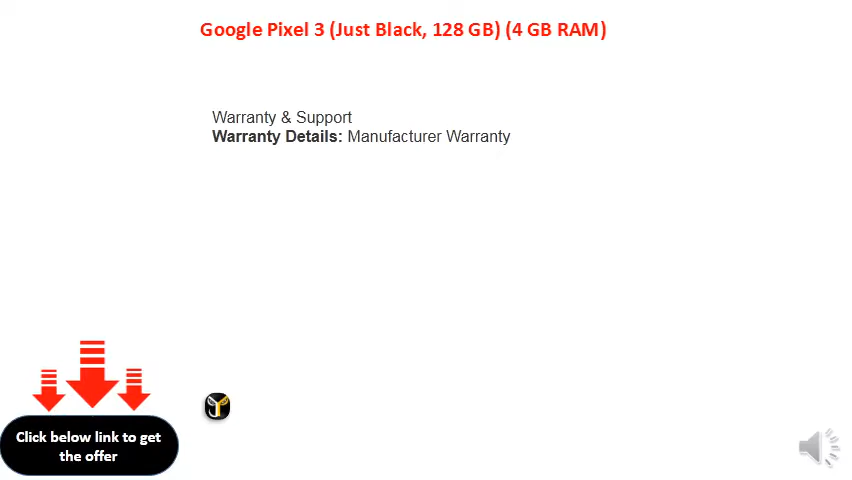 Google Pixel 3 (Just Black, 128 GB) (4 GB RAM)
Warranty & Support
Warranty Details: Manufacturer Warranty
Click below link to get
the offer